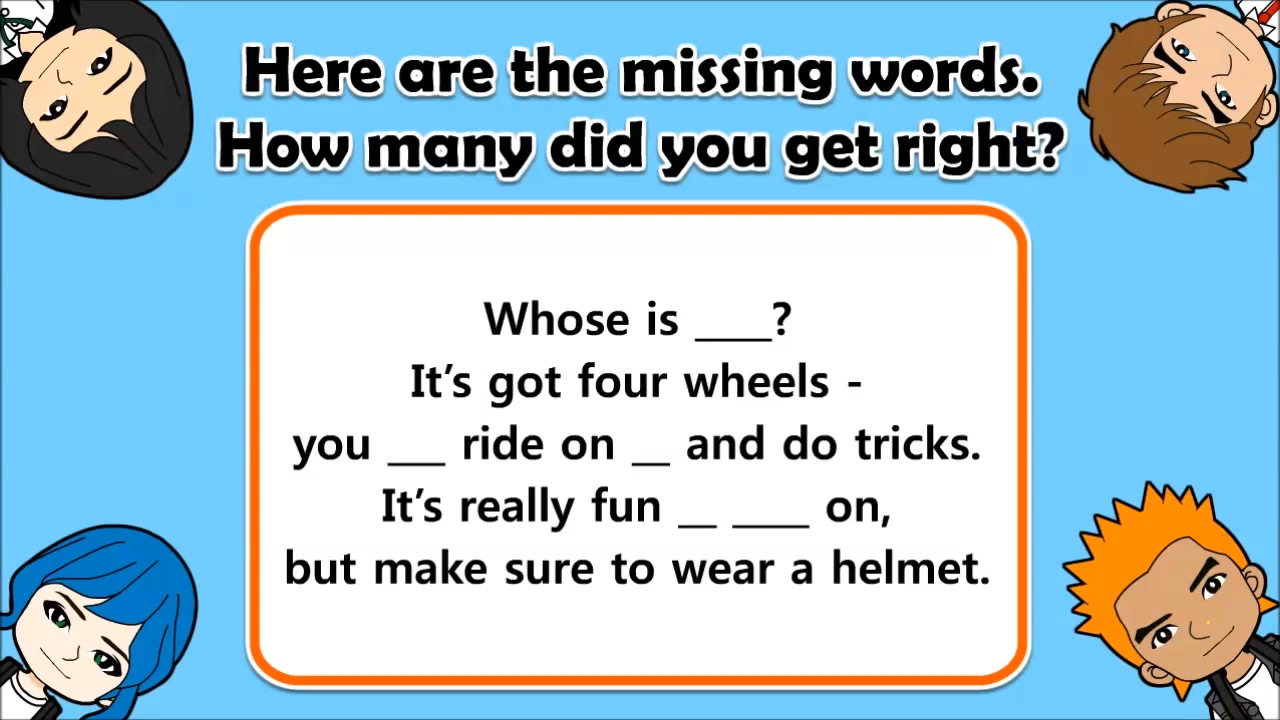 Here are the missing words.
How many did you get right?
Whose is ____?
It’s got four wheels -
you ___ ride on __ and do tricks.
It’s really fun __ ____ on,
but make sure to wear a helmet.